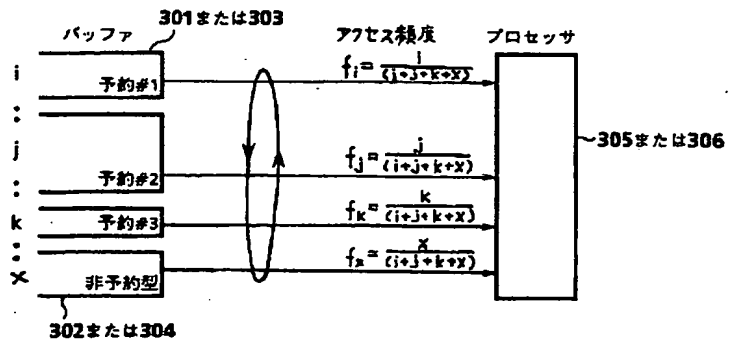 301または303
バッファ
アクセス頻度
プロセッサ
i
予約#1
fi=i/(j+j+k+x)
:
j
予約#2
fj=j/(i+j+k+x)
305または306
:
k
予約#3
fk=k/(i+j+k+x)
:
x
非予約型
fx=x/(i+j+k+x)
302または304